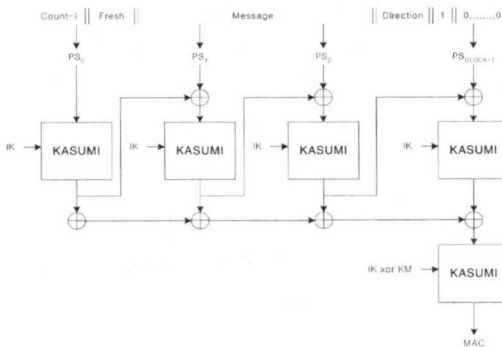 Count-I || Fresh || Message || Direction || 1 || 0........0
PS0 PS1 PS2 PSBLOCK-1
IK KASUMI IK KASUMI IK KASUMI IK KASUMI
IK xor KM KASUMI
MAC